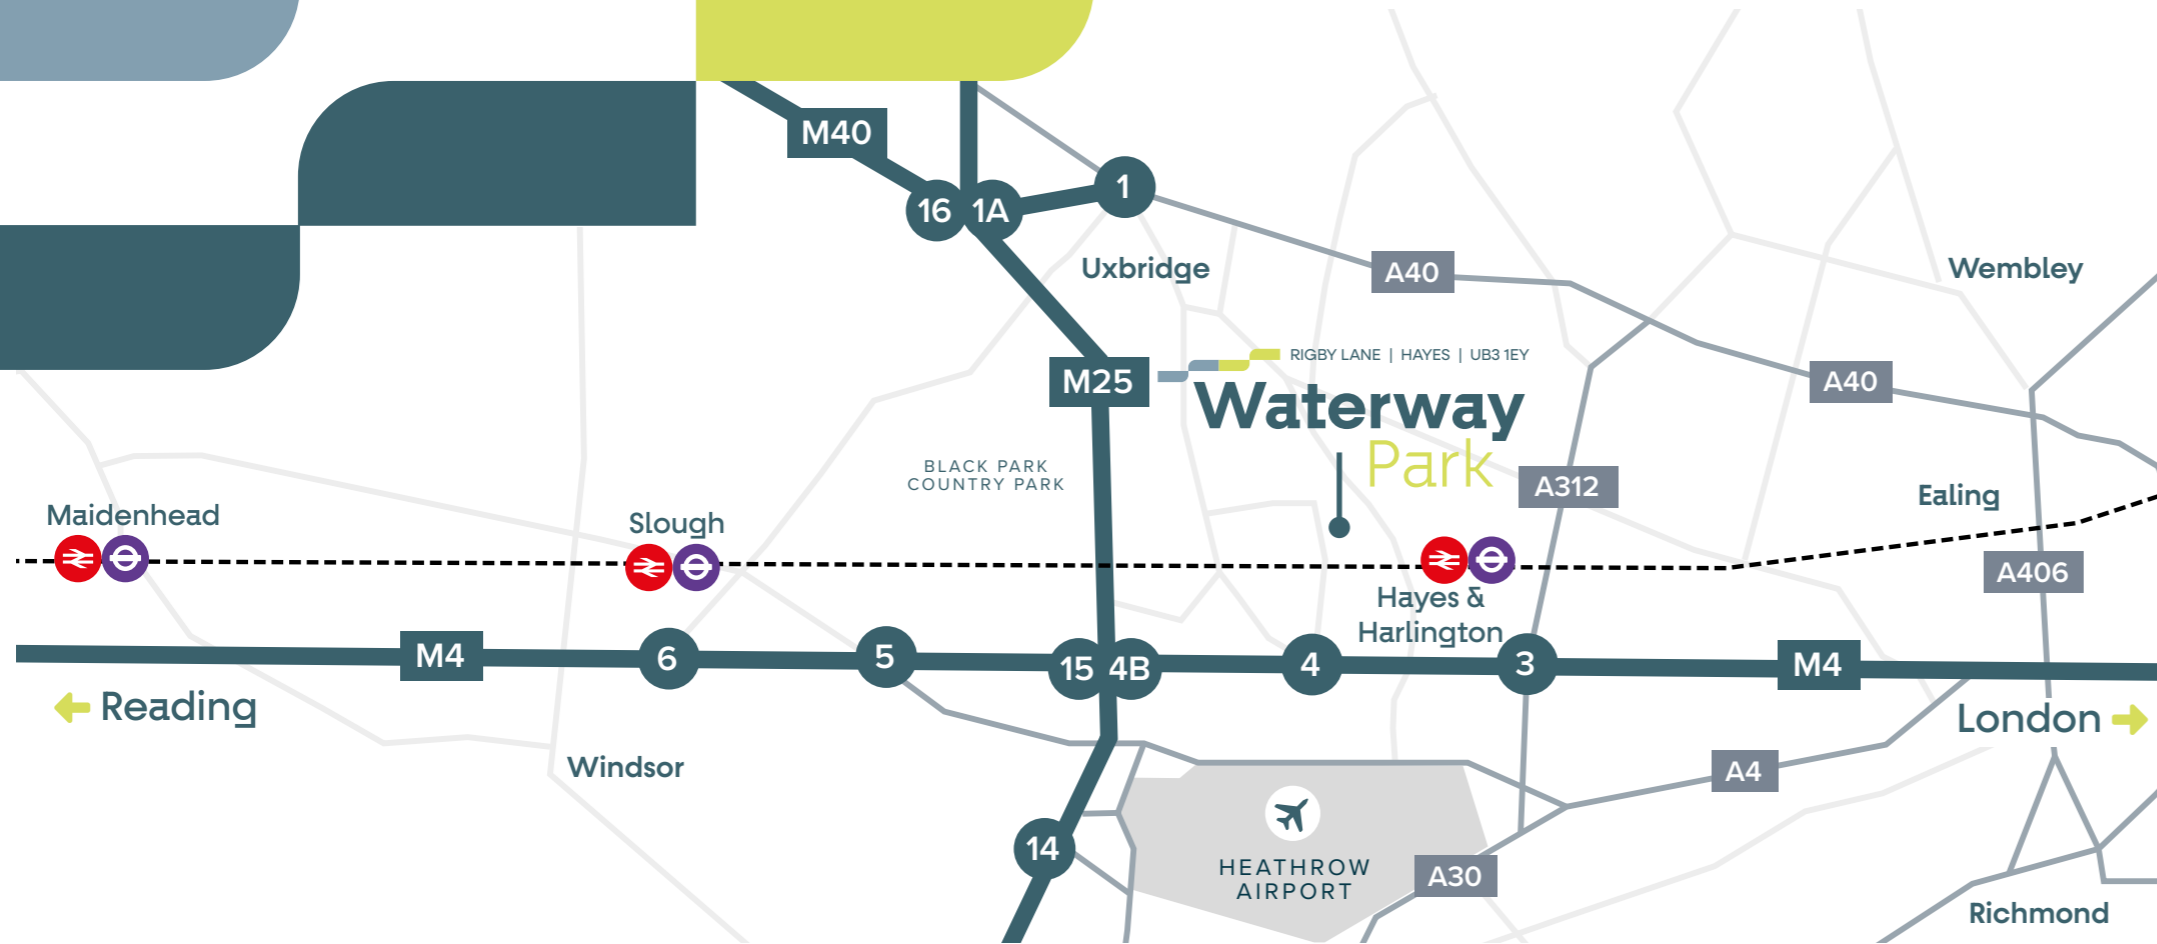 M40
16
1A
1
Uxbridge
A40
Wembley
RIGBY LANE | HAYES | UB3 1EY
M25
Waterway
Park
A40
BLACK PARK
COUNTRY PARK
A312
Ealing
Maidenhead
Slough
A406
Hayes &
Harlington
M4
6
5
15
4B
4
3
M4
Reading
London
Windsor
A4
14
HEATHROW
AIRPORT
A30
Richmond